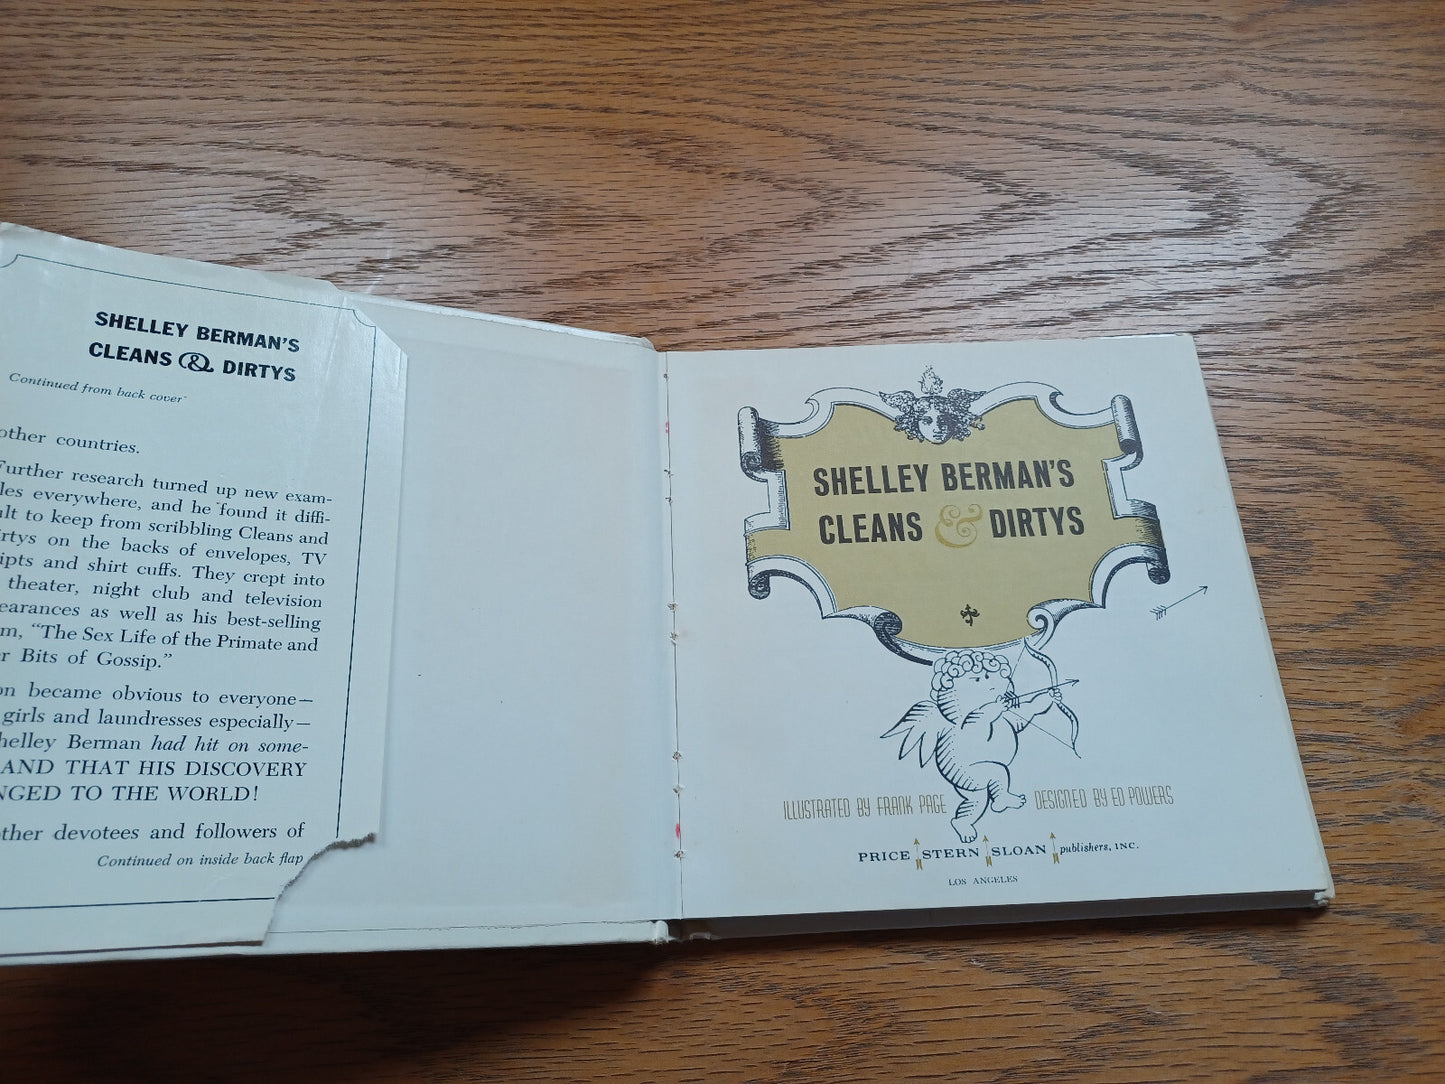 SHELLEY BERMAN'S
CLEANS & DIRTYS
Continued from back cover
other countries.
Further research turned up new exam-
les everywhere, and he found it diffi-
ult to keep from scribbling Cleans and
irtys on the backs of envelopes, TV
ipts and shirt cuffs. They crept into
theater, night club and television
earances as well as his best-selling
m, "The Sex Life of the Primate and
r Bits of Gossip."
on became obvious to everyone—
girls and laundresses especially—
helley Berman had hit on some-
AND THAT HIS DISCOVERY
NGED TO THE WORLD!
other devotees and followers of
Continued on inside back flap
SHELLEY BERMAN'S
CLEANS & DIRTYS
ILLUSTRATED BY FRANK PAGE DESIGNED BY ED POWERS
PRICE STERN SLOAN publishers, INC.
LOS ANGELES